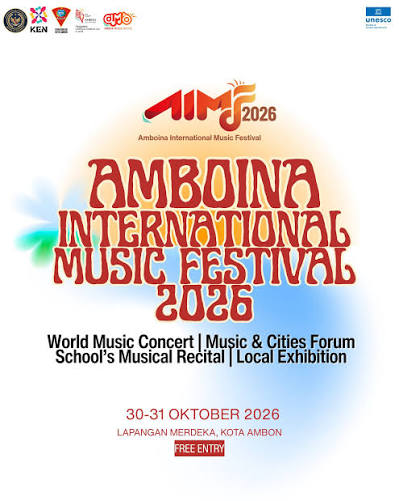 KEN
amo
unesco
AIMF 2026
Amboina International Music Festival
AMBOINA
INTERNATIONAL
MUSIC FESTIVAL
2026
World Music Concert | Music & Cities Forum
School's Musical Recital | Local Exhibition
30-31 OKTOBER 2026
LAPANGAN MERDEKA, KOTA AMBON
FREE ENTRY